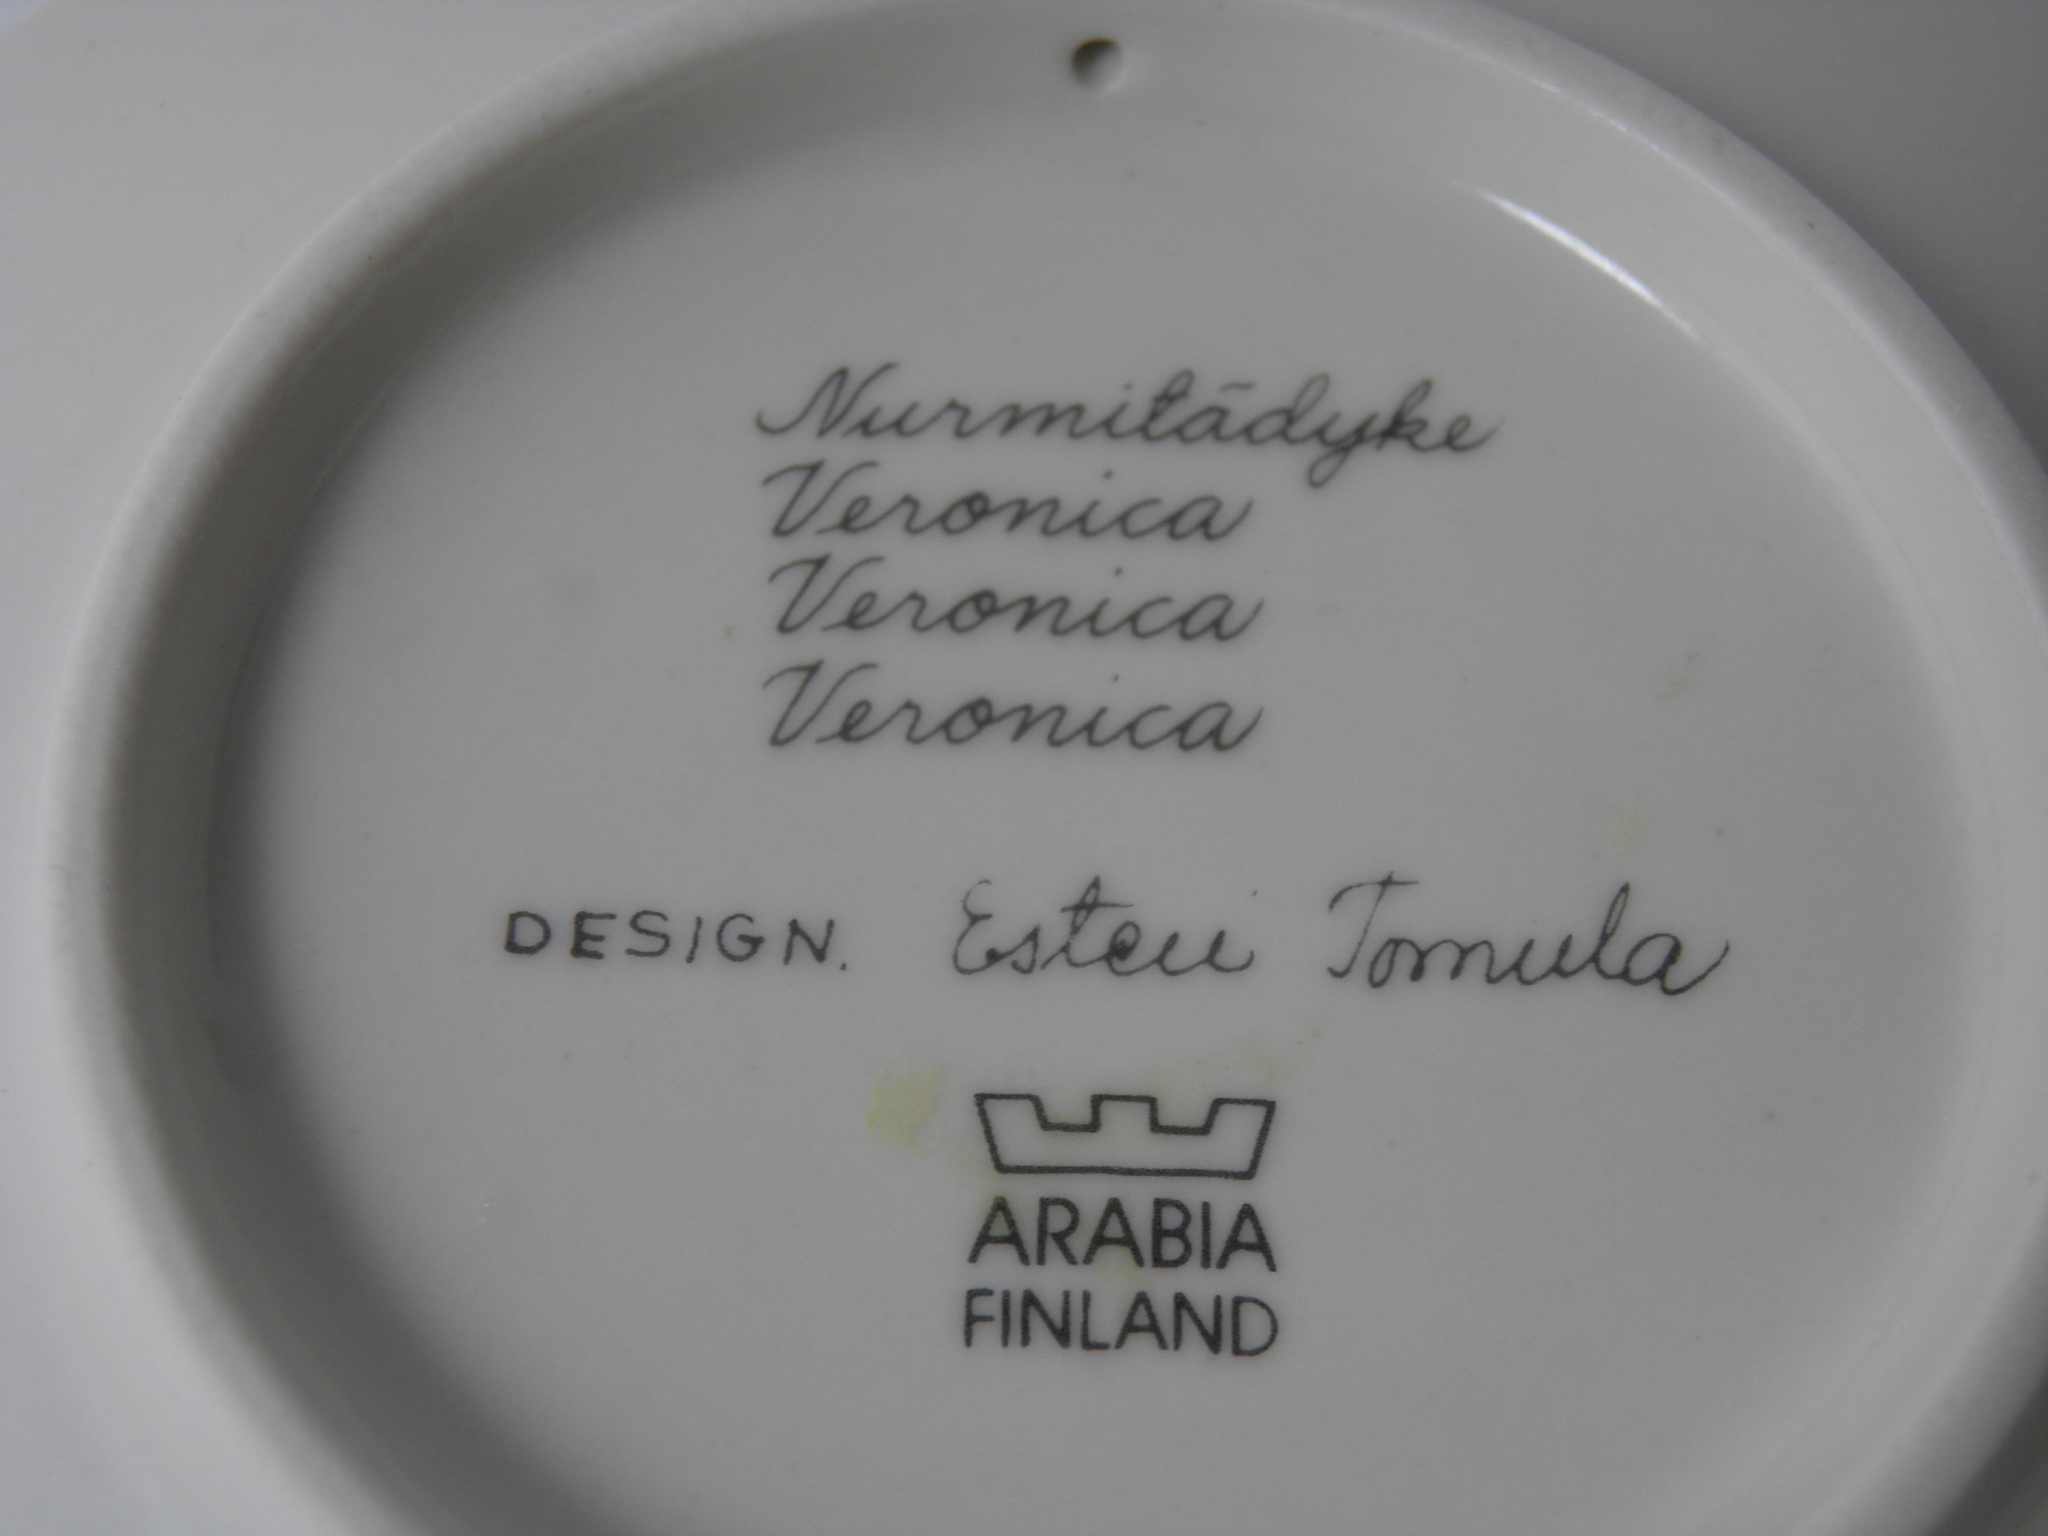 Nurmitädyke
Veronica
Veronica
Veronica
DESIGN. Esteri Tomula
ARABIA
FINLAND